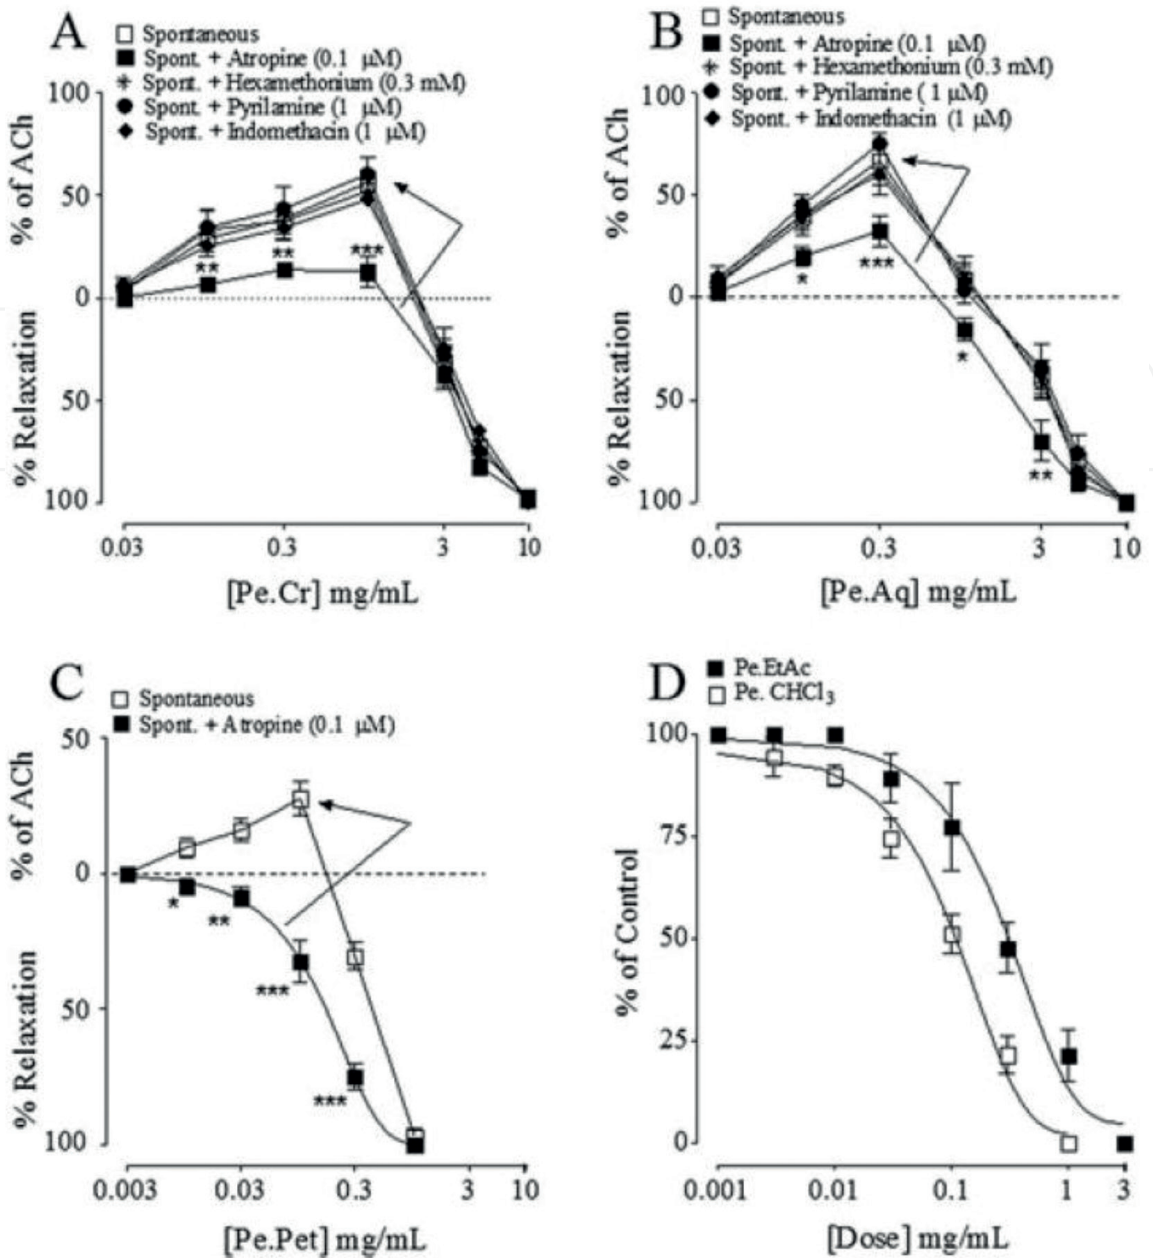 A
Spontaneous
Spont. + Atropine (0.1 μM)
Spont. + Hexamethonium (0.3 mM)
Spont. + Pyrilamine (1 μM)
Spont. + Indomethacin (1 μM)
100
50
0
50
100
% of ACh
% Relaxation
**
**
***
0.03
0.3
3
10
[Pe.Cr] mg/mL
B
Spontaneous
Spont. + Atropine (0.1 μM)
Spont. + Hexamethonium (0.3 mM)
Spont. + Pyrilamine ( 1 μM)
Spont. + Indomethacin (1 μM)
100
50
0
50
100
% of ACh
% Relaxation
*
***
*
**
0.03
0.3
3
10
[Pe.Aq] mg/mL
C
Spontaneous
Spont. + Atropine (0.1 μM)
50
0
50
100
% of ACh
% Relaxation
*
**
***
***
0.003
0.03
0.3
3
10
[Pe.Pet] mg/mL
D
Pe.EtAc
Pe. CHCl3
100
75
50
25
0
% of Control
0.001
0.01
0.1
1
3
[Dose] mg/mL